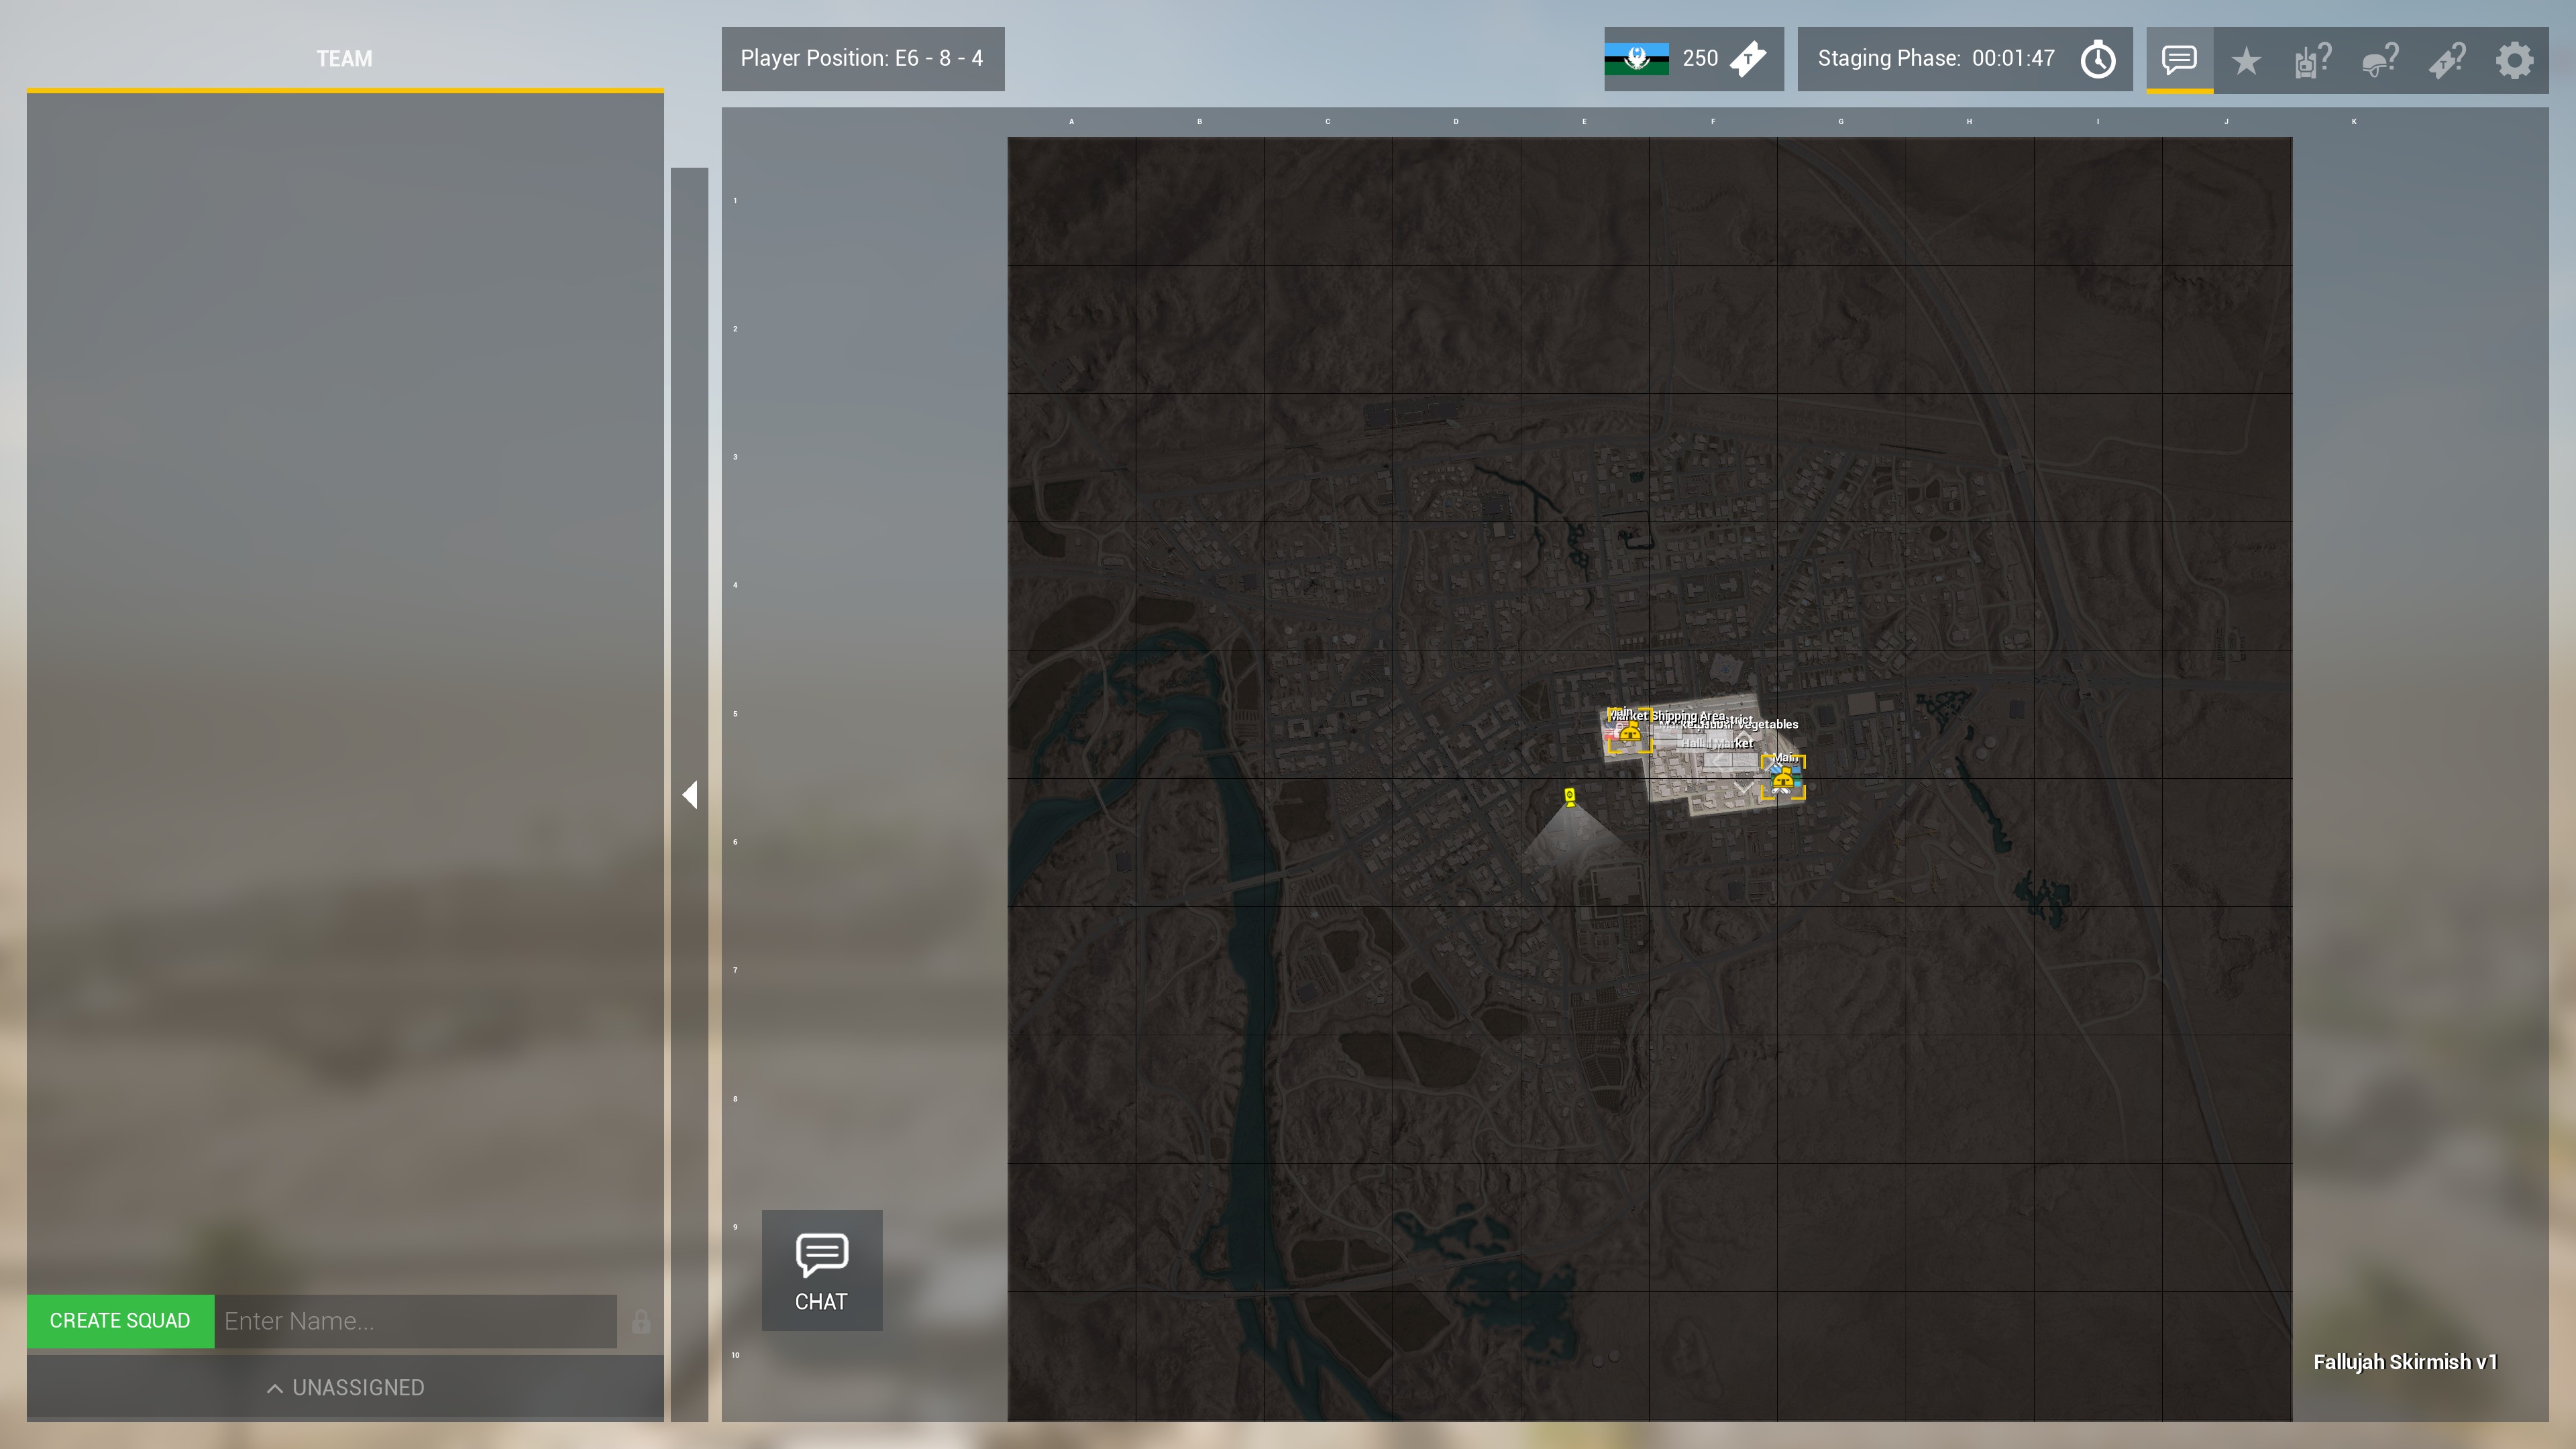 TEAM
Player Position: E6 - 8 - 4
250
Staging Phase: 00:01:47
A B C D E F G H I J K
1
2
3
4
5
6
7
8
9
10
Main
Market Shipping Area
Vegetables
Market
Main
CHAT
CREATE SQUAD Enter Name...
UNASSIGNED
Fallujah Skirmish v1